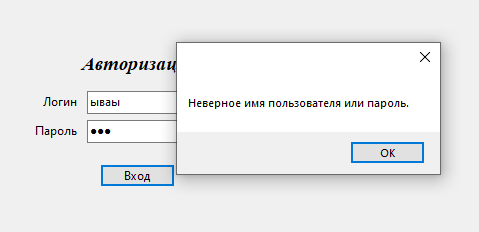 Авторизац
Логин
ываы
Пароль
●●●
Вход
Неверное имя пользователя или пароль.
OK